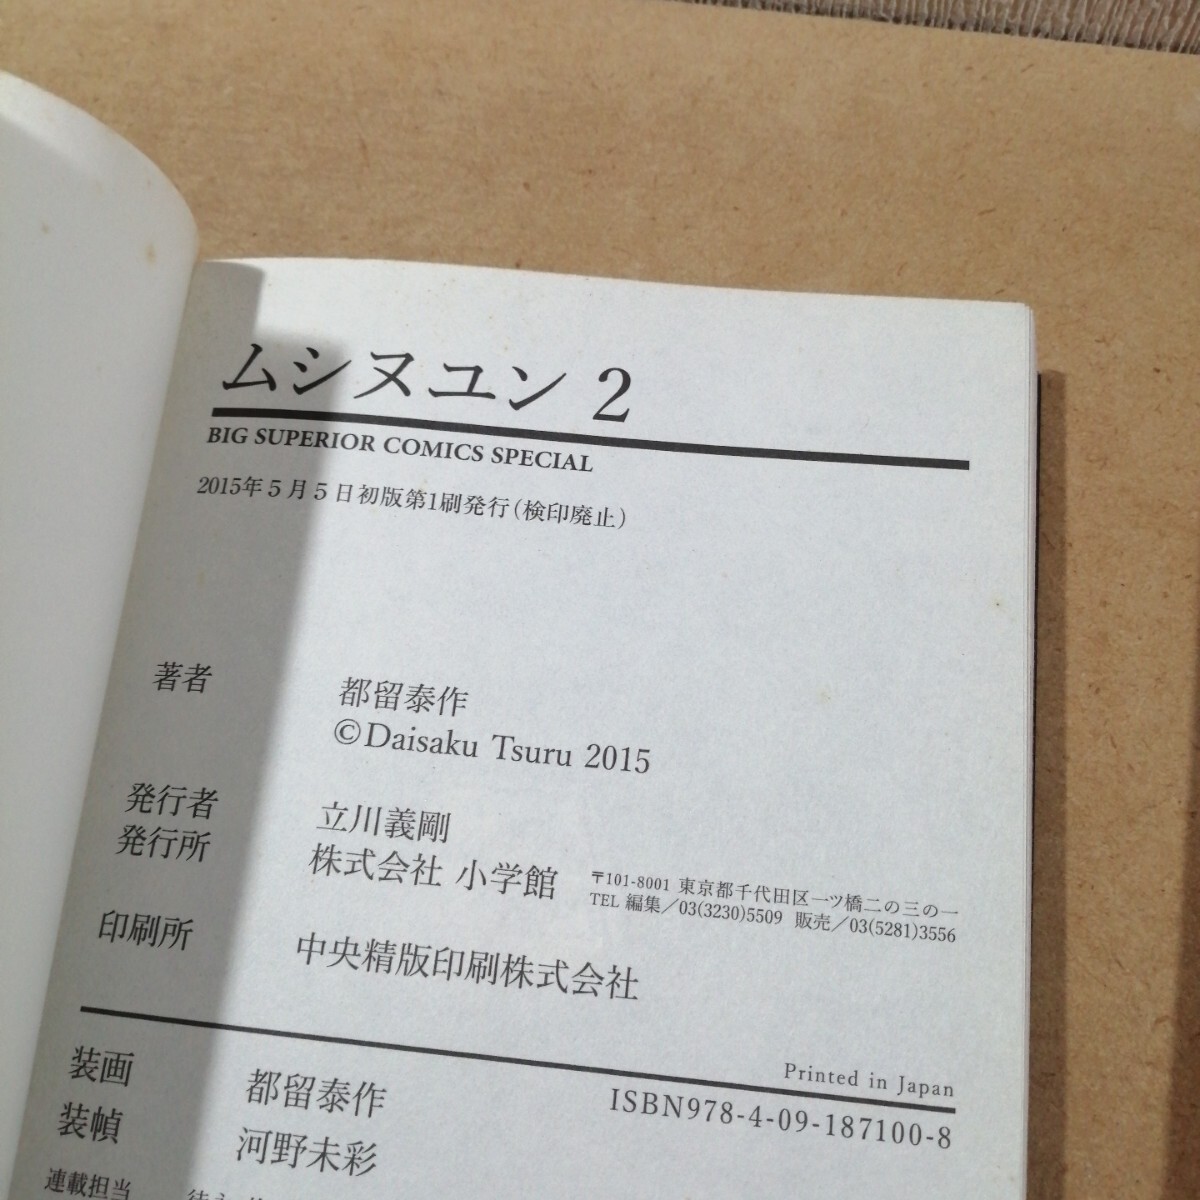 ムシヌユン 2
BIG SUPERIOR COMICS SPECIAL
2015年5月5日初版第1刷発行(検印廃止)
著者 都留泰作
©Daisaku Tsuru 2015
発行者 立川義剛
発行所 株式会社 小学館 〒101-8001 東京都千代田区一ツ橋二の三の一
TEL 編集/03(3230)5509 販売/03(5281)3556
印刷所 中央精版印刷株式会社
Printed in Japan
ISBN978-4-09-187100-8
装画 都留泰作
装幀 河野未彩
連載担当